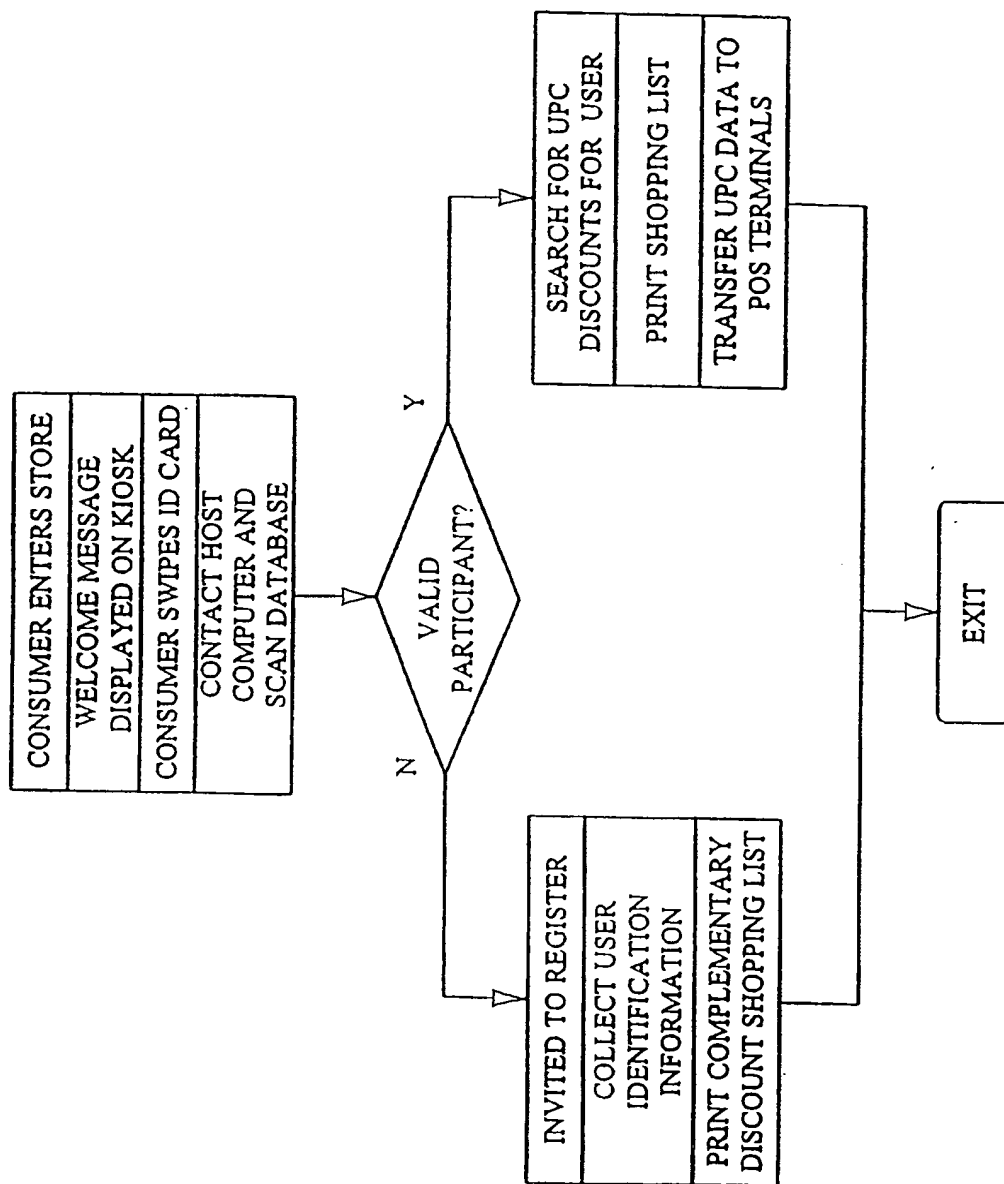 CONSUMER ENTERS STORE
WELCOME MESSAGE
DISPLAYED ON KIOSK
CONSUMER SWIPES ID CARD
CONTACT HOST
COMPUTER AND
SCAN DATABASE
VALID
PARTICIPANT?
N
Y
INVITED TO REGISTER
COLLECT USER
IDENTIFICATION
INFORMATION
PRINT COMPLEMENTARY
DISCOUNT SHOPPING LIST
SEARCH FOR UPC
DISCOUNTS FOR USER
PRINT SHOPPING LIST
TRANSFER UPC DATA TO
POS TERMINALS
EXIT